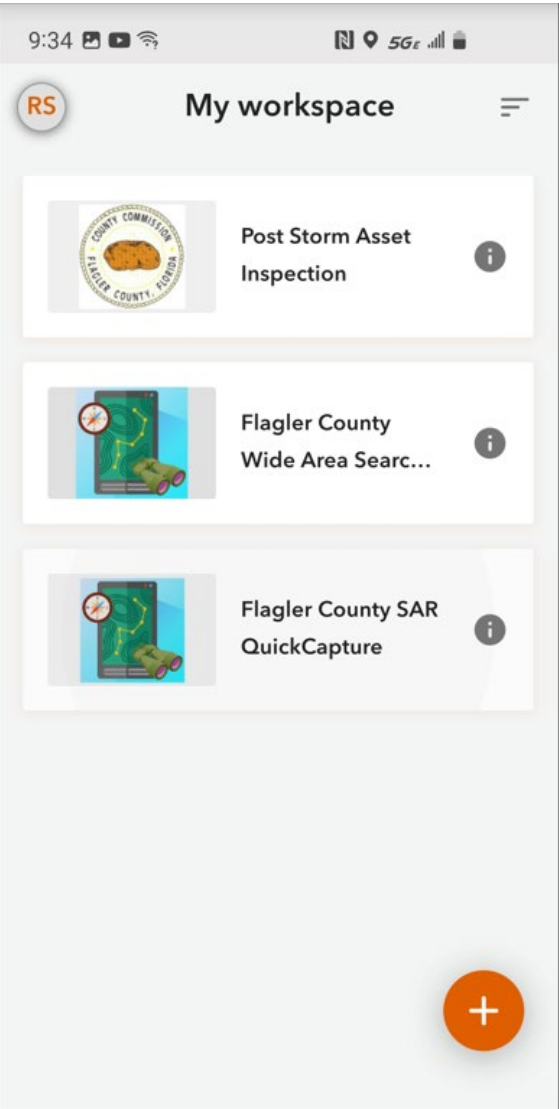 9:34
5GE
RS
My workspace
COUNTY COMMISSION
FLAGLER COUNTY, FLORIDA
Post Storm Asset
Inspection
Flagler County
Wide Area Searc...
Flagler County SAR
QuickCapture